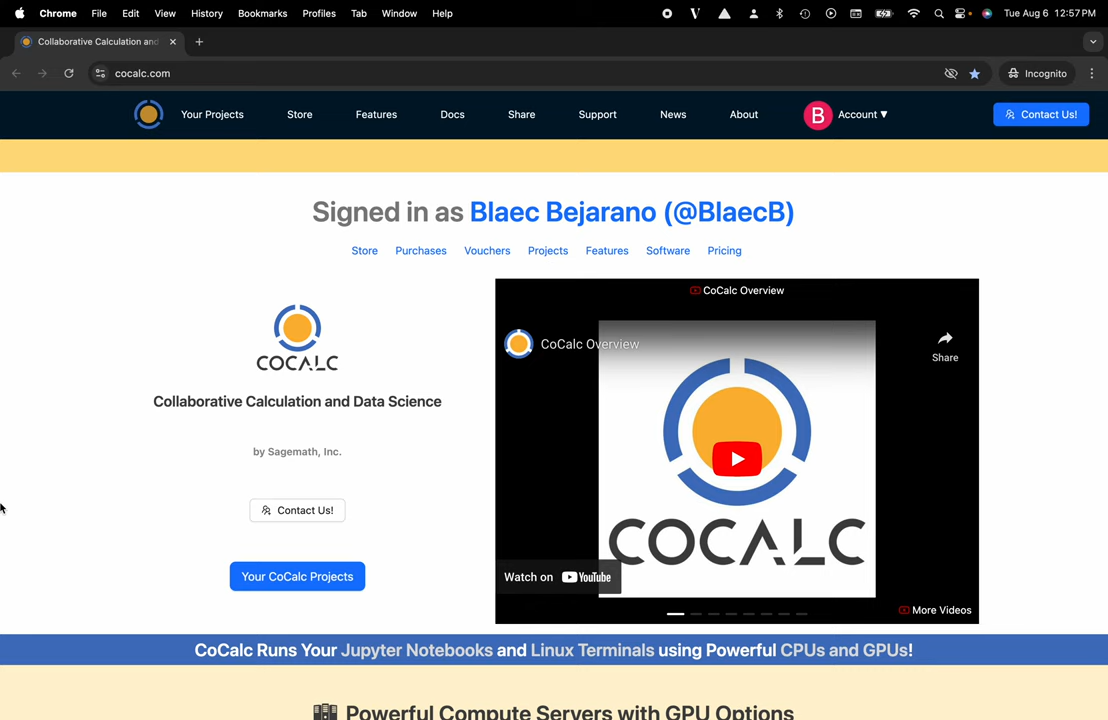 Chrome File Edit View History Bookmarks Profiles Tab Window Help Tue Aug 6 12:57 PM
Collaborative Calculation and
cocalc.com Incognito
Your Projects Store Features Docs Share Support News About B Account ▼ Contact Us!
Signed in as Blaec Bejarano (@BlaecB)
Store Purchases Vouchers Projects Features Software Pricing
COCALC
Collaborative Calculation and Data Science
by Sagemath, Inc.
Contact Us!
Your CoCalc Projects
CoCalc Overview
CoCalc Overview
Share
COCALC
Watch on YouTube
More Videos
CoCalc Runs Your Jupyter Notebooks and Linux Terminals using Powerful CPUs and GPUs!
Powerful Compute Servers with GPU Options